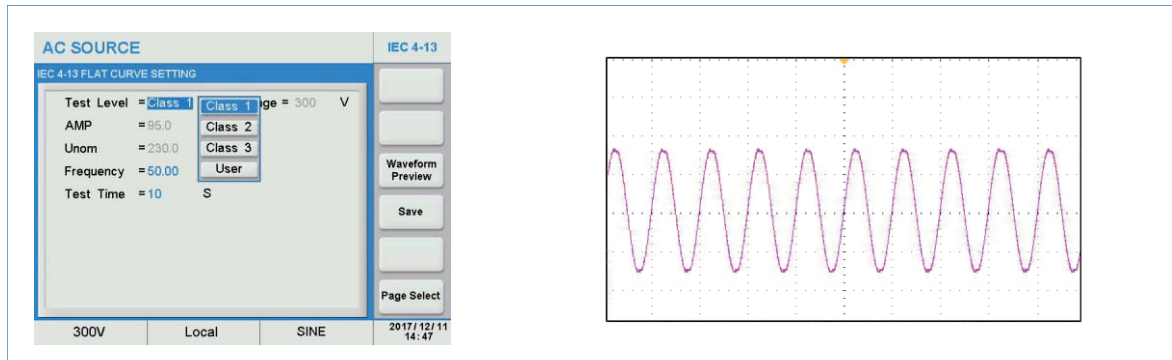 AC SOURCE
IEC 4-13
IEC 4-13 FLAT CURVE SETTING
Test Level =Class 1 ge = 300 V
AMP =95.0
Unom =230.0
Frequency =50.00
Test Time =10 S
Class 1
Class 2
Class 3
User
Waveform
Preview
Save
Page Select
300V Local SINE
2017/12/11
14:47